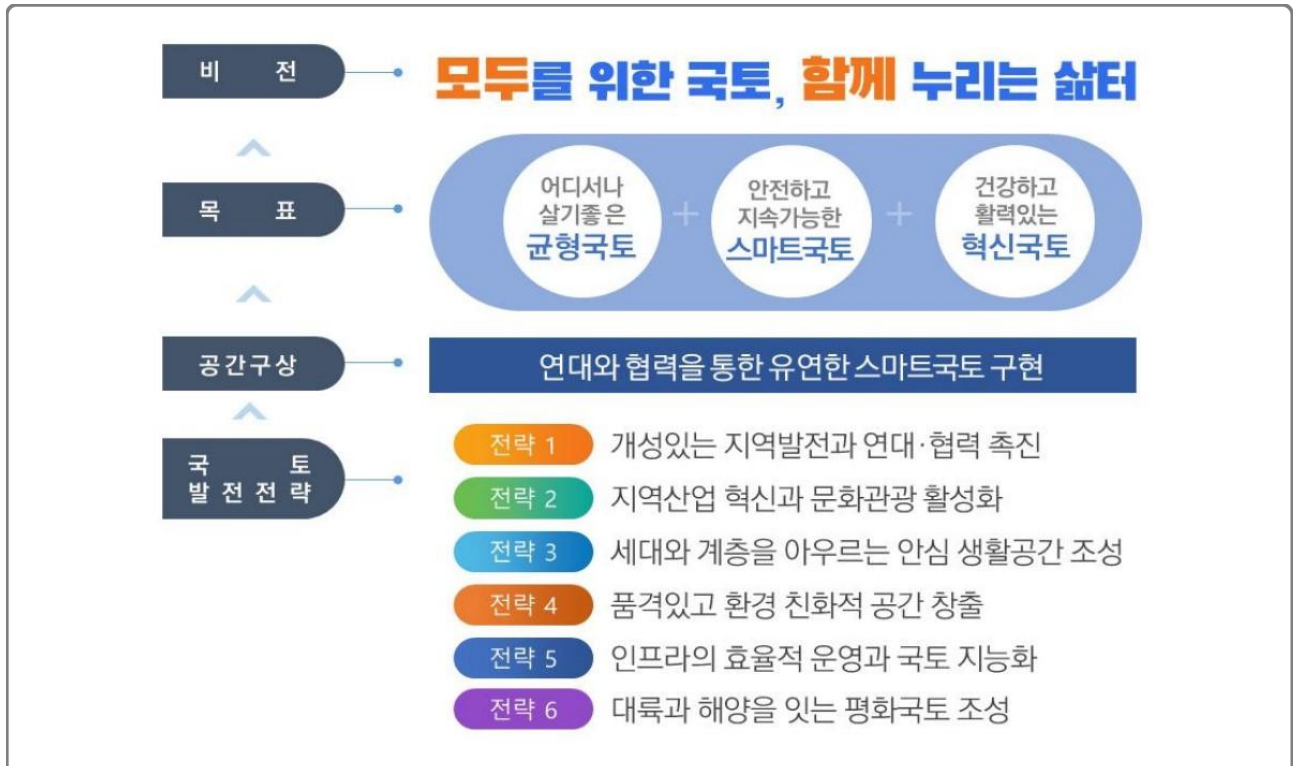 비 전
모두를 위한 국토, 함께 누리는 삶터
목 표
어디서나
살기좋은
균형국토
+
안전하고
지속가능한
스마트국토
+
건강하고
활력있는
혁신국토
공간구상
연대와 협력을 통한 유연한 스마트국토 구현
국 토
발전전략
전략 1 개성있는 지역발전과 연대·협력 촉진
전략 2 지역산업 혁신과 문화관광 활성화
전략 3 세대와 계층을 아우르는 안심 생활공간 조성
전략 4 품격있고 환경 친화적 공간 창출
전략 5 인프라의 효율적 운영과 국토 지능화
전략 6 대륙과 해양을 잇는 평화국토 조성